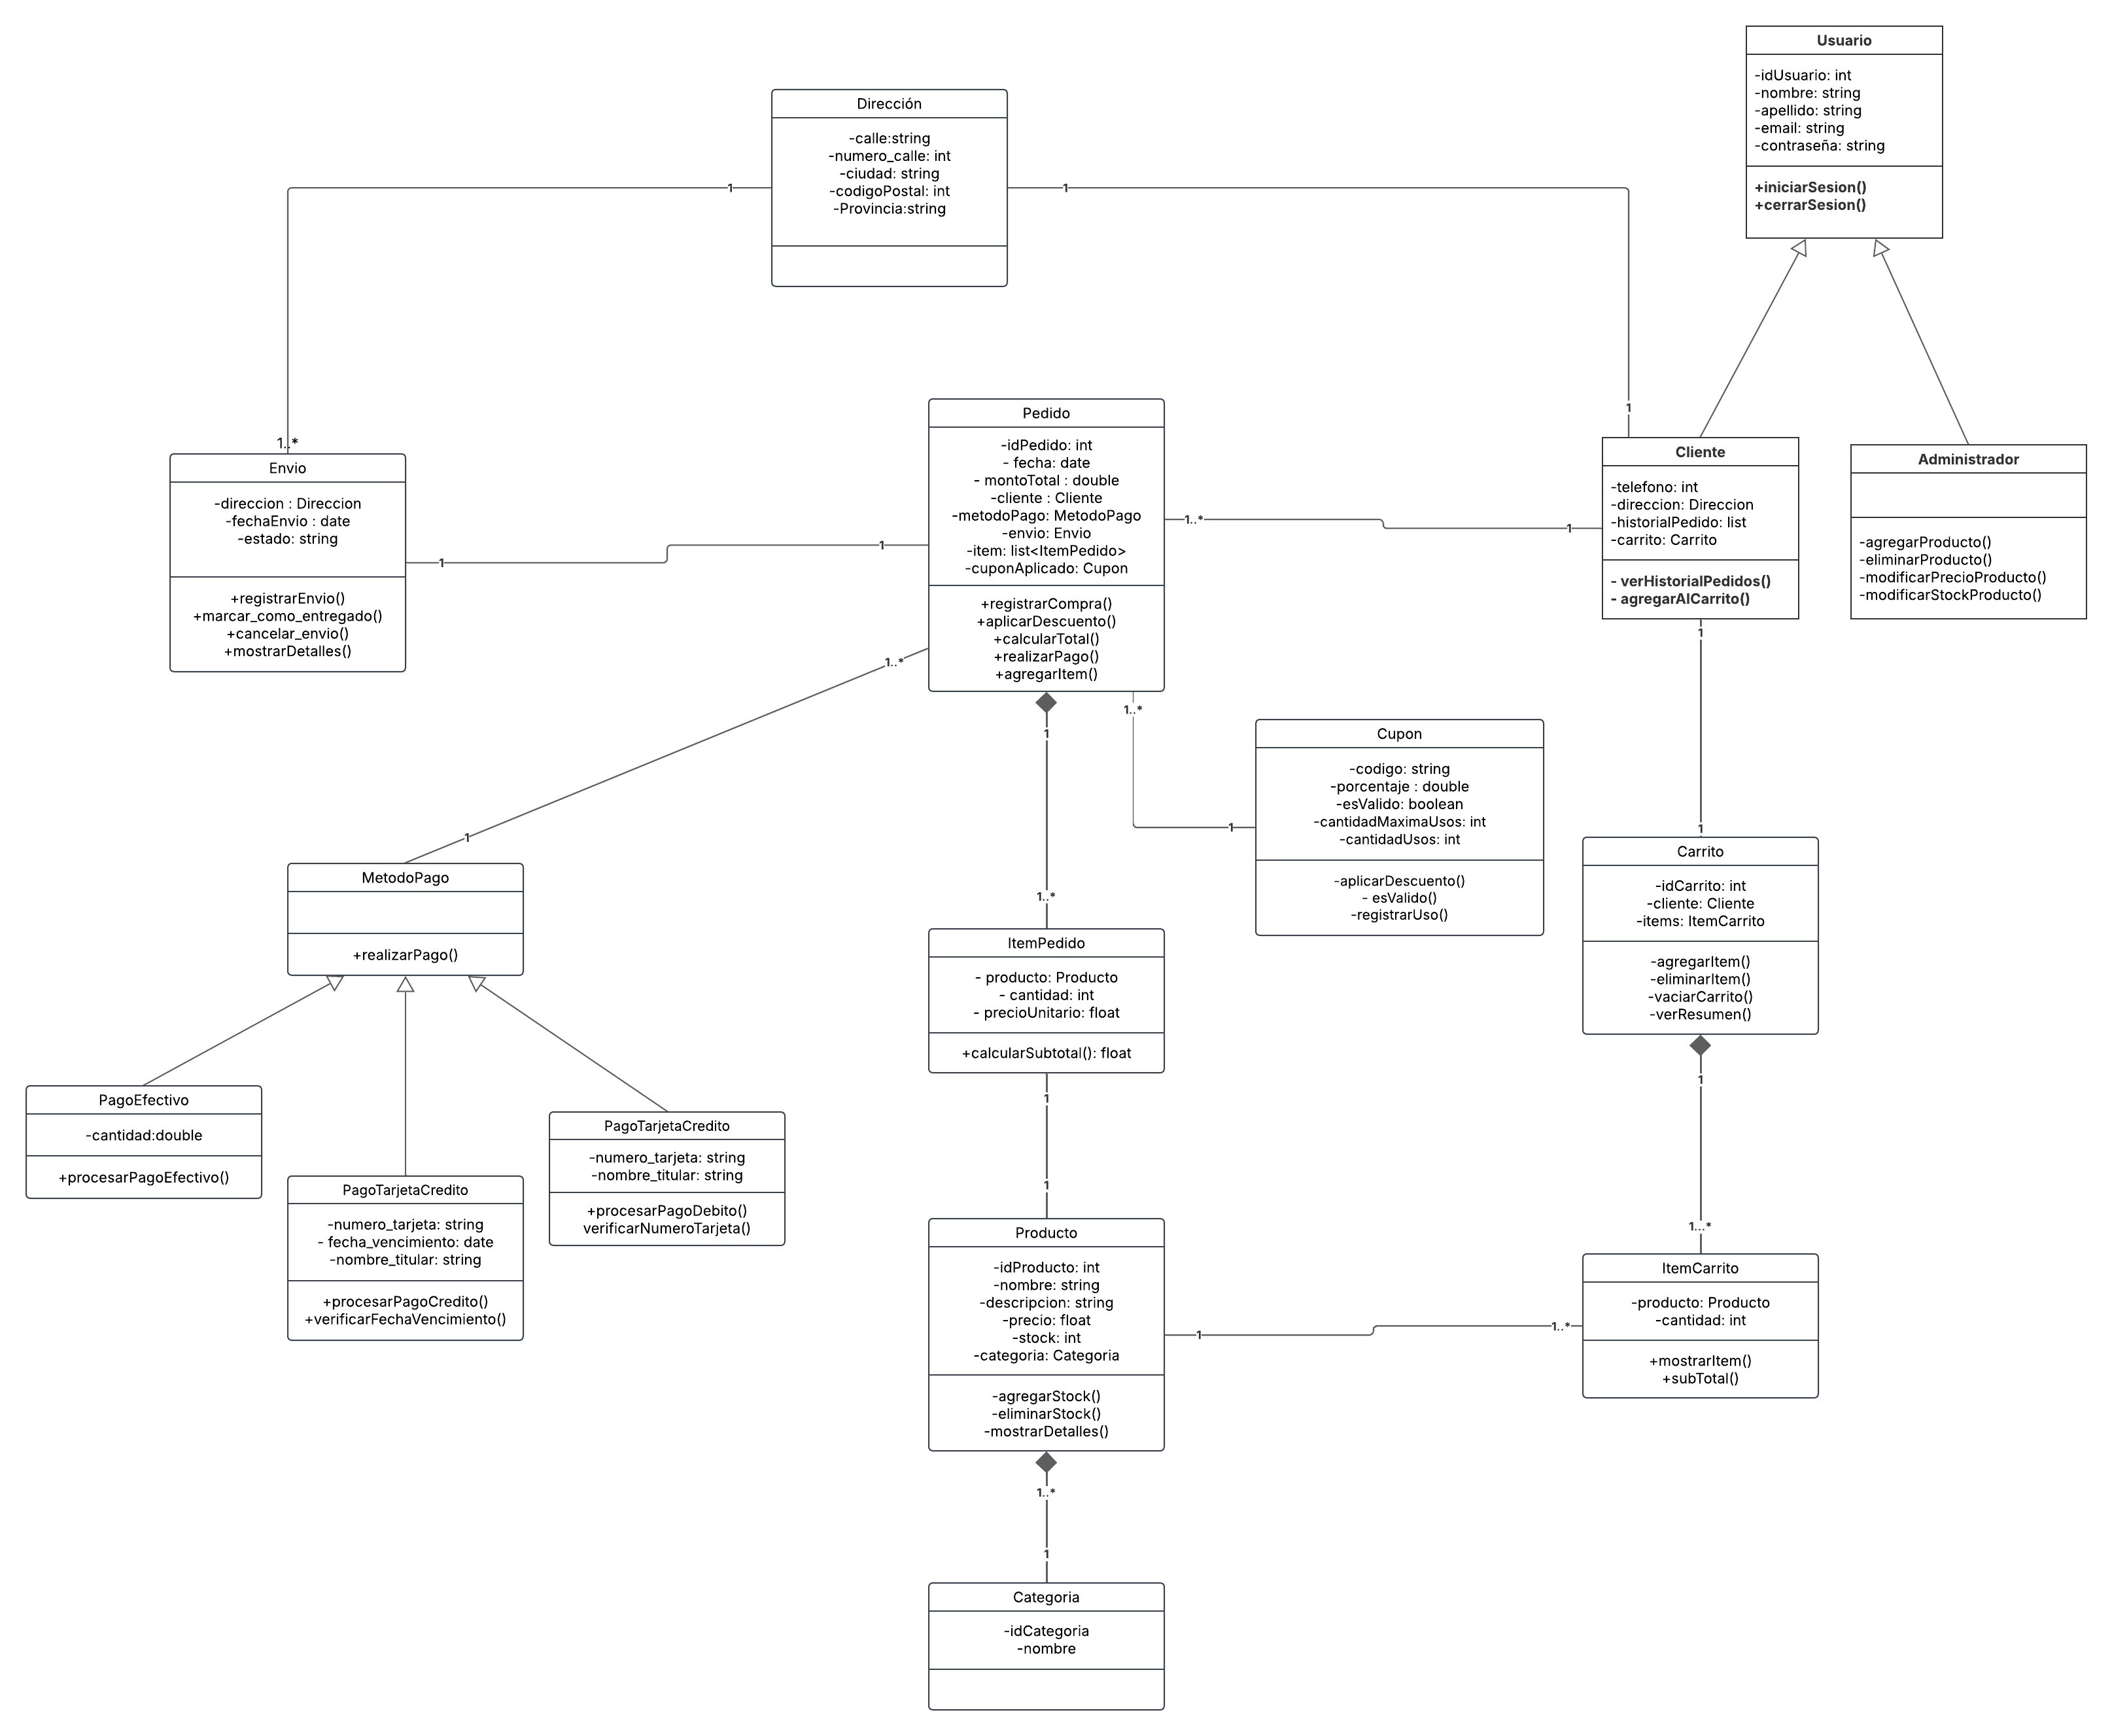 Usuario
-idUsuario: int
-nombre: string
-apellido: string
-email: string
-contraseña: string
+iniciarSesion()
+cerrarSesion()
Dirección
-calle:string
-numero_calle: int
-ciudad: string
-codigoPostal: int
-Provincia:string
1
1
1
1..*
Pedido
-idPedido: int
- fecha: date
- montoTotal : double
-cliente : Cliente
-metodoPago: MetodoPago
-envio: Envio
-item: list<ItemPedido>
-cuponAplicado: Cupon
+registrarCompra()
+aplicarDescuento()
+calcularTotal()
+realizarPago()
+agregarItem()
Envio
-direccion : Direccion
-fechaEnvio : date
-estado: string
+registrarEnvio()
+marcar_como_entregado()
+cancelar_envio()
+mostrarDetalles()
1
1
1..*
1
Cliente
-telefono: int
-direccion: Direccion
-historialPedido: list
-carrito: Carrito
- verHistorialPedidos()
- agregarAlCarrito()
Administrador
-agregarProducto()
-eliminarProducto()
-modificarPrecioProducto()
-modificarStockProducto()
1
1..*
1..*
1
Cupon
-codigo: string
-porcentaje : double
-esValido: boolean
-cantidadMaximaUsos: int
-cantidadUsos: int
-aplicarDescuento()
- esValido()
-registrarUso()
1
1
1
1..*
Carrito
-idCarrito: int
-cliente: Cliente
-items: ItemCarrito
-agregarItem()
-eliminarItem()
-vaciarCarrito()
-verResumen()
MetodoPago
+realizarPago()
ItemPedido
- producto: Producto
- cantidad: int
- precioUnitario: float
+calcularSubtotal(): float
PagoEfectivo
-cantidad:double
+procesarPagoEfectivo()
PagoTarjetaCredito
-numero_tarjeta: string
- fecha_vencimiento: date
-nombre_titular: string
+procesarPagoCredito()
+verificarFechaVencimiento()
PagoTarjetaCredito
-numero_tarjeta: string
-nombre_titular: string
+procesarPagoDebito()
verificarNumeroTarjeta()
1
1
1
1...*
Producto
-idProducto: int
-nombre: string
-descripcion: string
-precio: float
-stock: int
-categoria: Categoria
-agregarStock()
-eliminarStock()
-mostrarDetalles()
1
1..*
ItemCarrito
-producto: Producto
-cantidad: int
+mostrarItem()
+subTotal()
1..*
1
Categoria
-idCategoria
-nombre